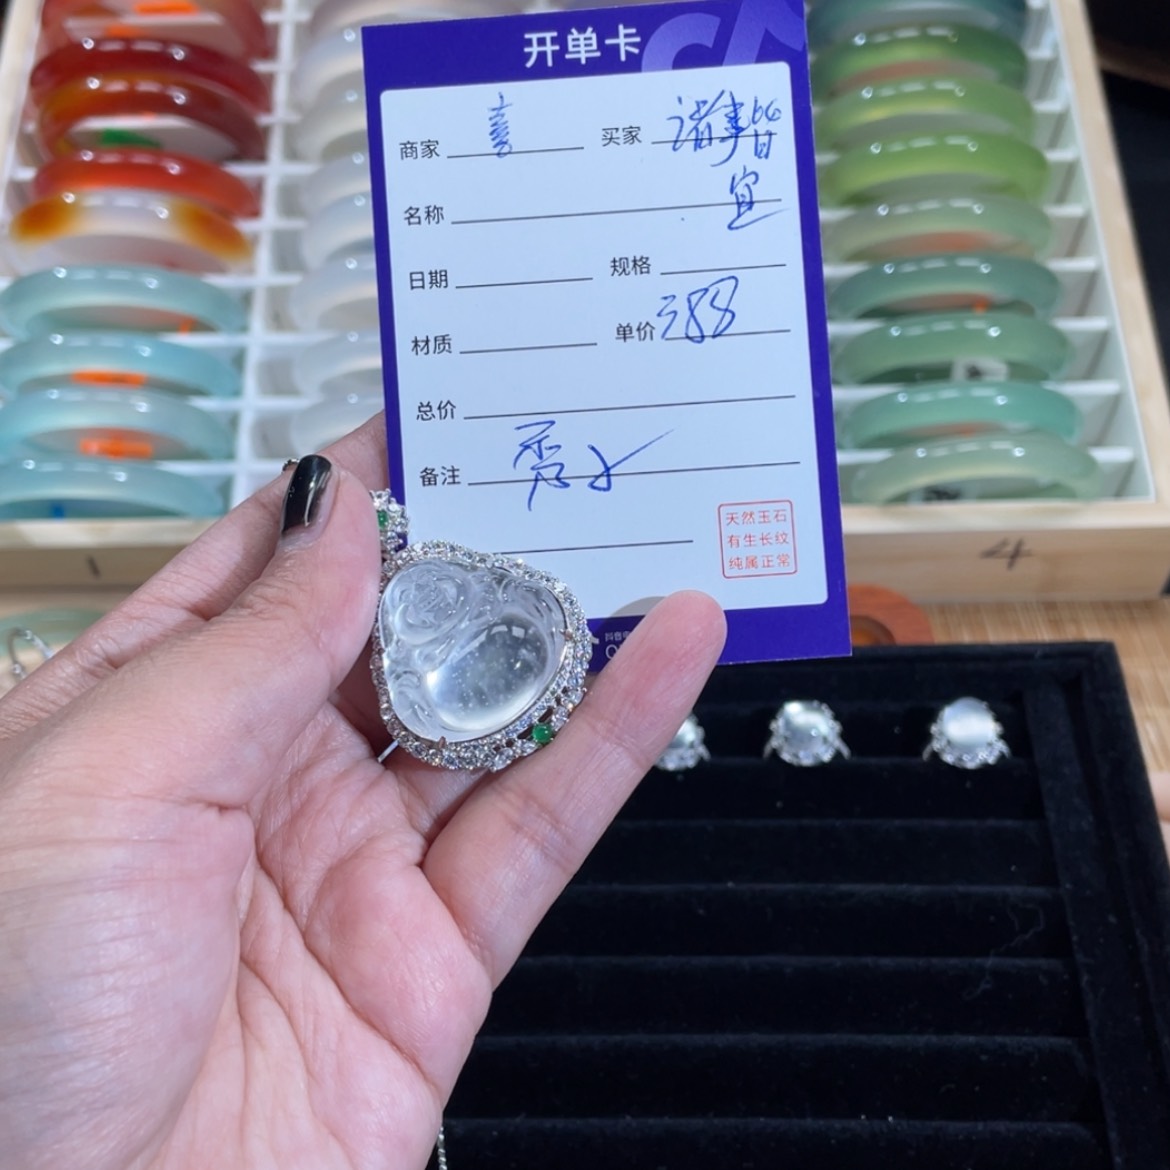 开单卡
商家 喜 买家 诸事皆
宜
名称
日期 规格
材质 单价 288
总价
备注
天然玉石
有生长纹
纯属正常
1
4